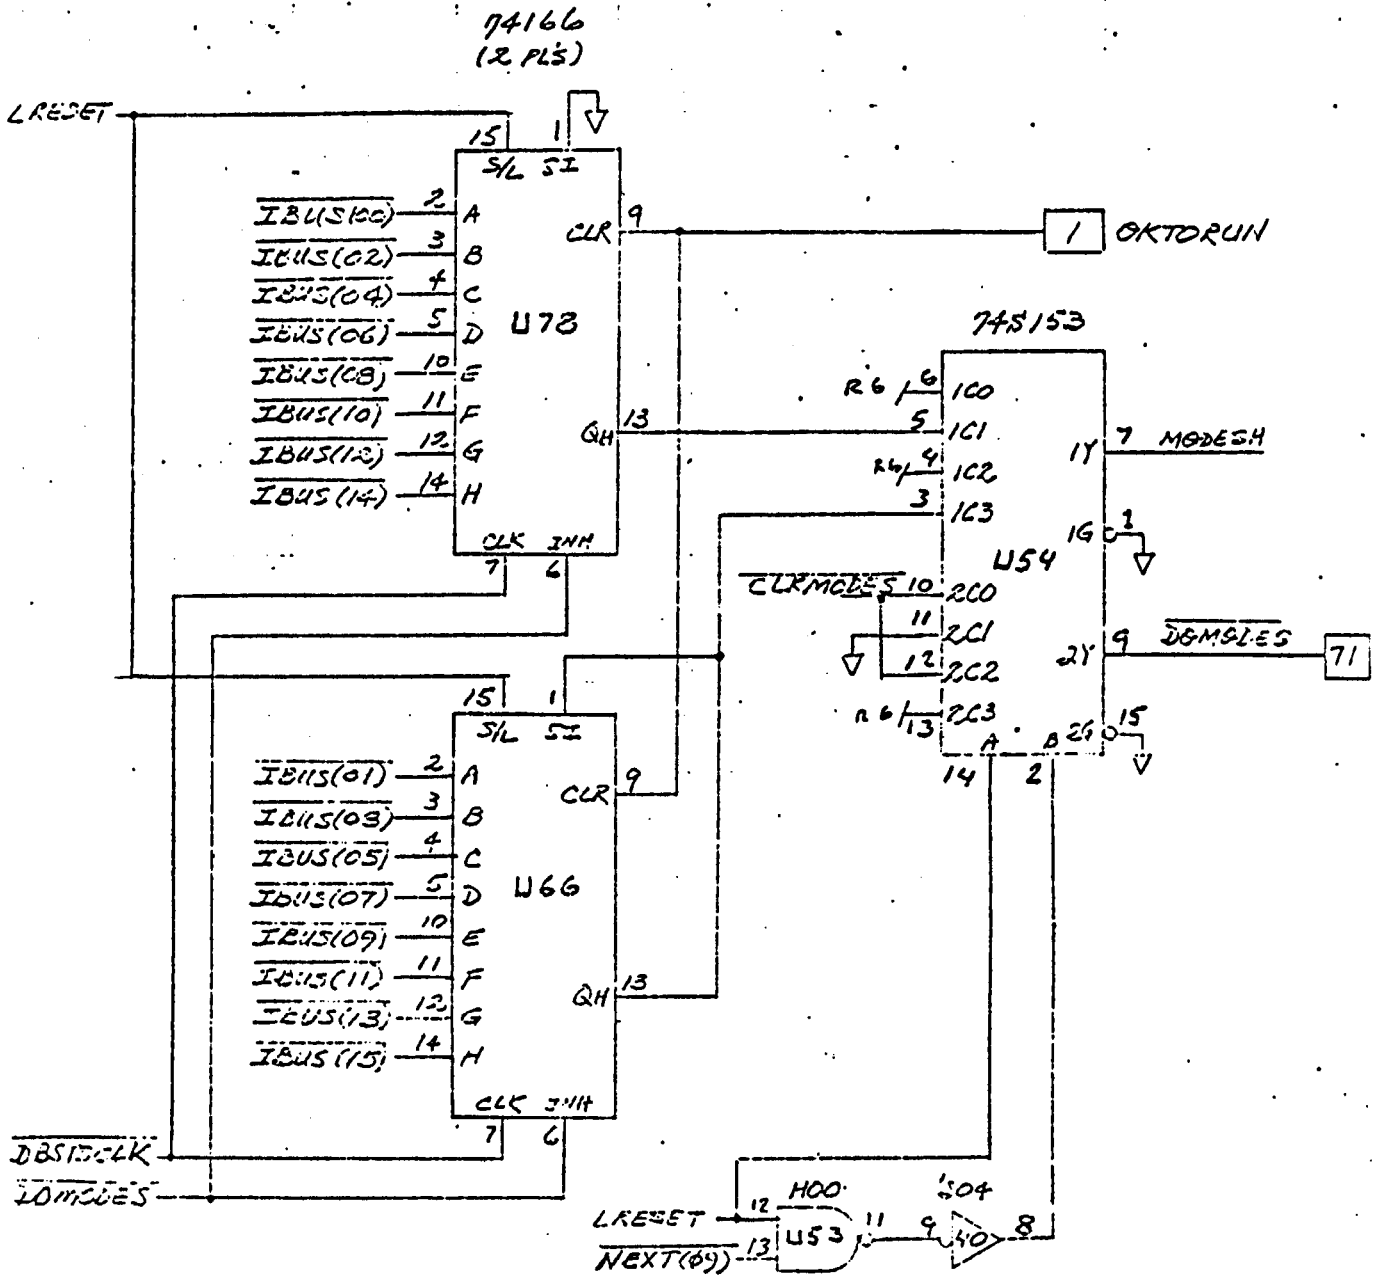 74166
(2 PL'S)
LRESET
15 1
S/L SI
IBUS(00) 2 A
IBUS(02) 3 B
IBUS(04) 4 C
IBUS(06) 5 D
IBUS(08) 10 E
IBUS(10) 11 F
IBUS(12) 12 G
IBUS(14) 14 H
CLR 9
1 OKTORUN
U78
QH 13
CLK INH
7 6
74S153
R6 6 1C0
5 1C1
R6 4 1C2
3 1C3
1Y 7 MODESH
1G 1
U54
CLRMODES 10 2C0
11 2C1
12 2C2
R6 13 2C3
2Y 9 71
2G 15
A B
14 2
15 1
S/L SI
IBUS(01) 2 A
IBUS(03) 3 B
IBUS(05) 4 C
IBUS(07) 5 D
IBUS(09) 10 E
IBUS(11) 11 F
IBUS(13) 12 G
IBUS(15) 14 H
CLR 9
U66
QH 13
CLK INH
7 6
H00 'S04
LRESET 12
NEXT(09) 13
U53 11 9 40 8